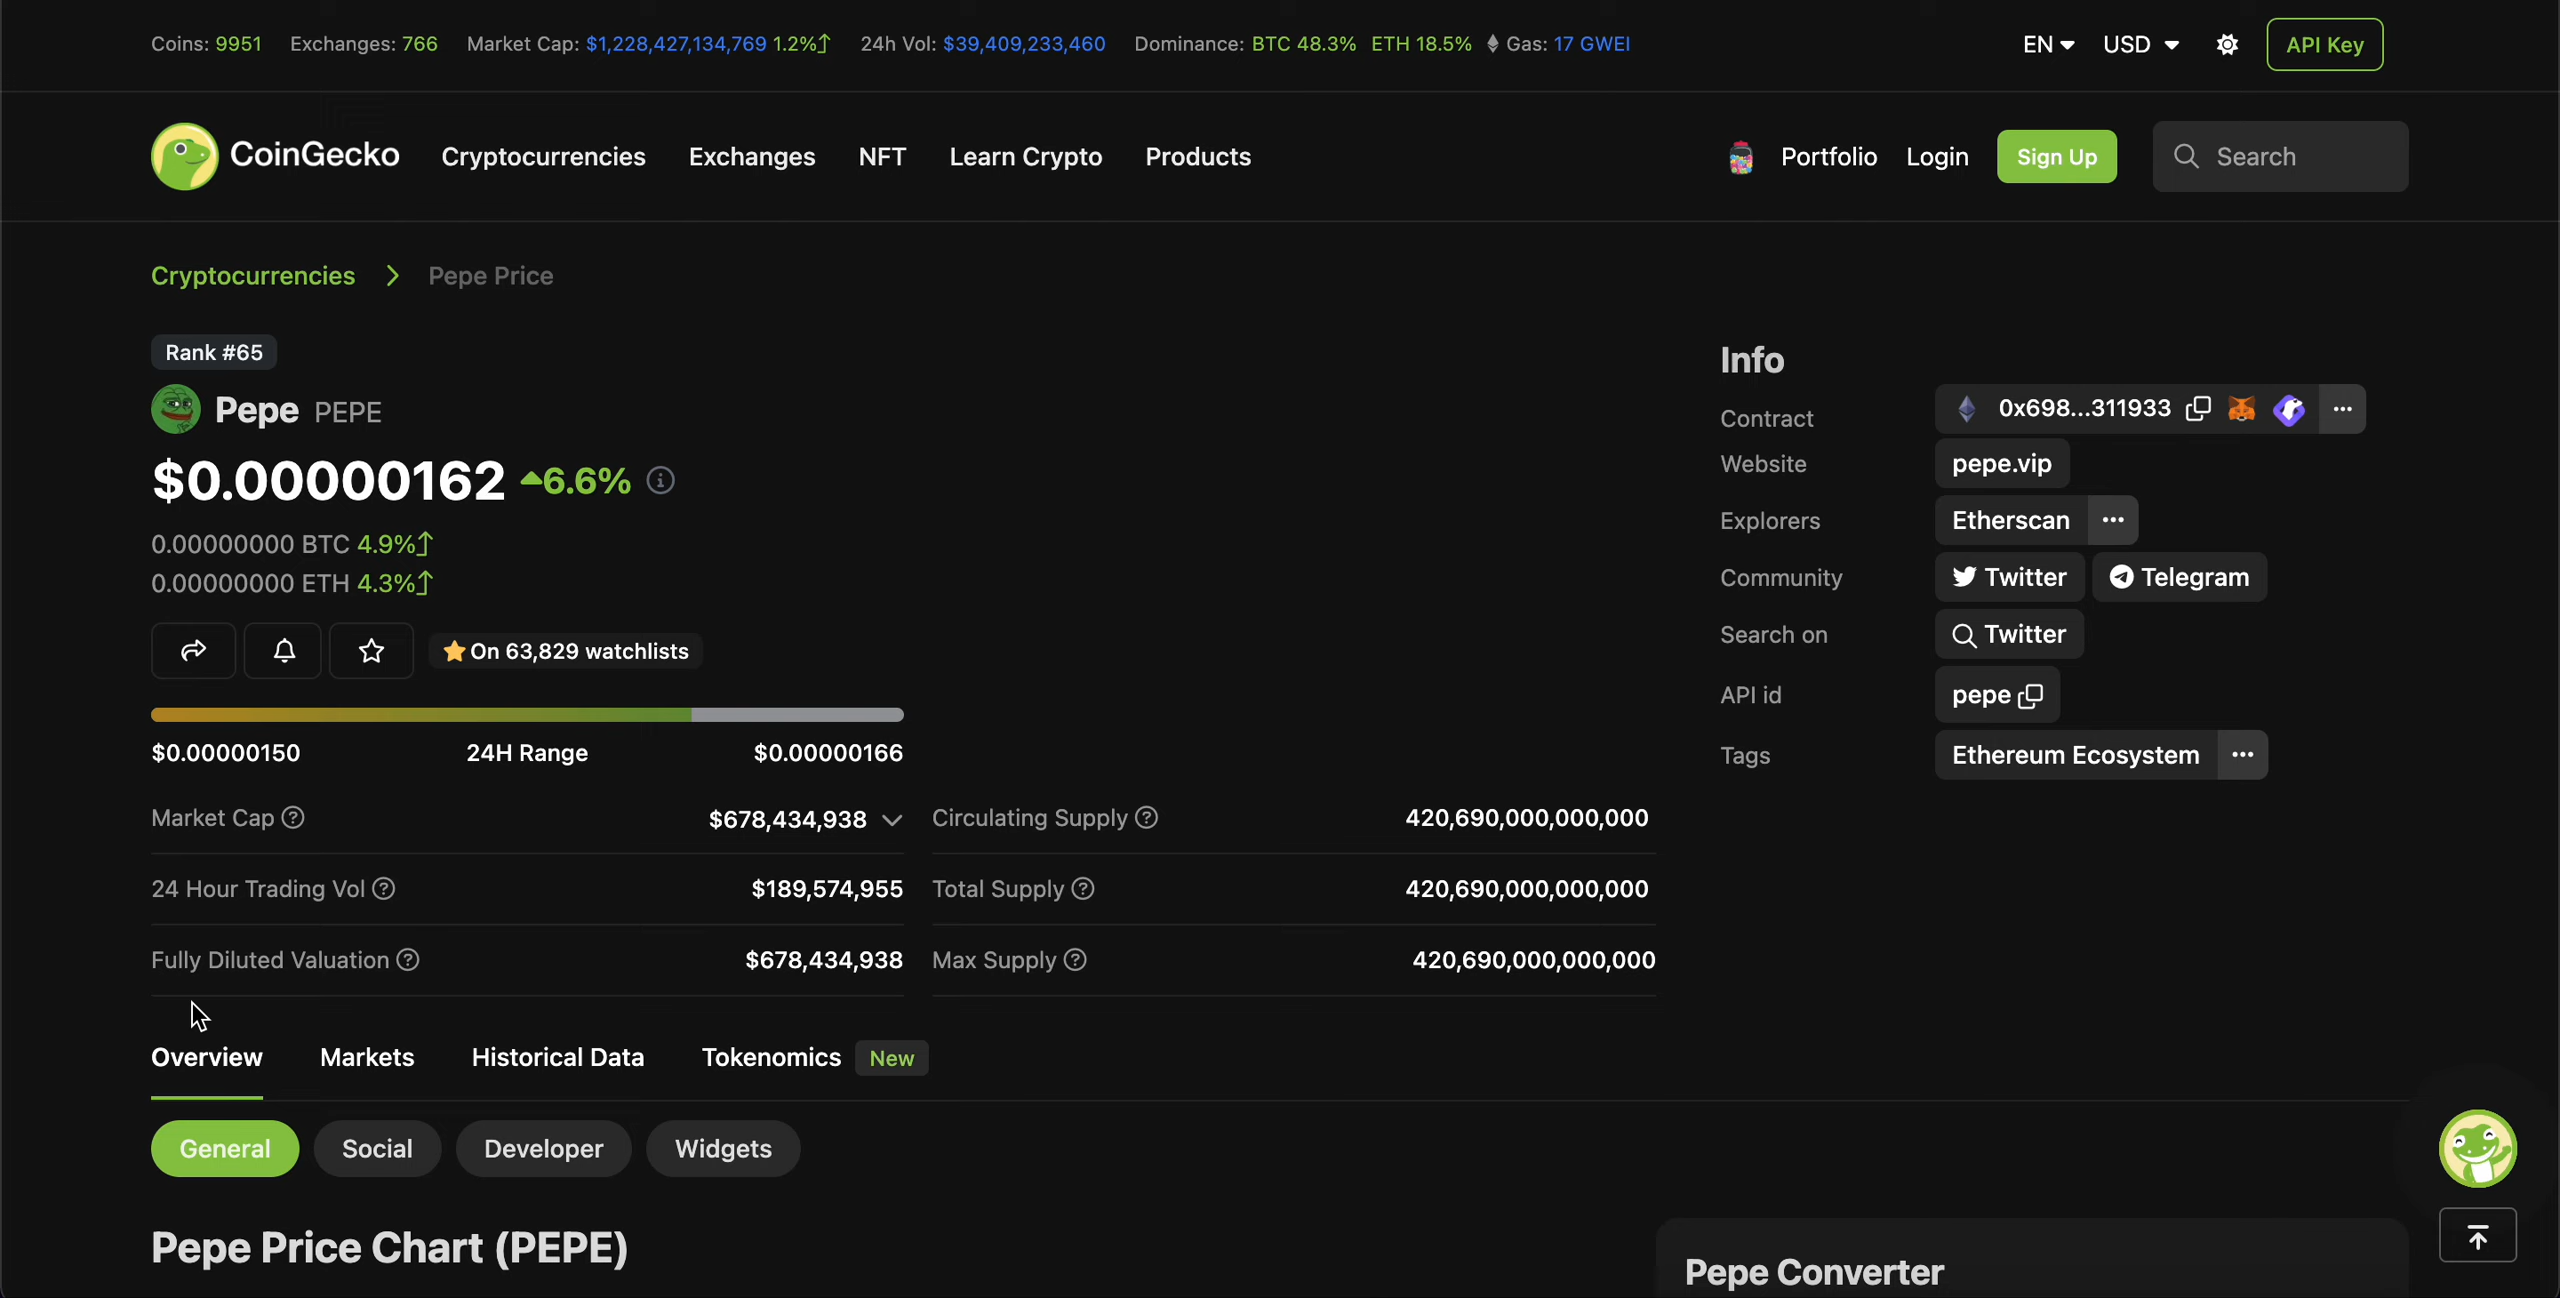 Coins: 9951 Exchanges: 766 Market Cap: $1,228,427,134,769 1.2% 24h Vol: $39,409,233,460 Dominance: BTC 48.3% ETH 18.5% Gas: 17 GWEI EN USD API Key
CoinGecko Cryptocurrencies Exchanges NFT Learn Crypto Products Portfolio Login Sign Up Search
Cryptocurrencies > Pepe Price
Rank #65
Pepe PEPE
$0.00000162 6.6%
0.00000000 BTC 4.9%
0.00000000 ETH 4.3%
On 63,829 watchlists
$0.00000150 24H Range $0.00000166
Market Cap $678,434,938
24 Hour Trading Vol $189,574,955
Fully Diluted Valuation $678,434,938
Circulating Supply 420,690,000,000,000
Total Supply 420,690,000,000,000
Max Supply 420,690,000,000,000
Info
Contract 0x698...311933 ...
Website pepe.vip
Explorers Etherscan ...
Community Twitter Telegram
Search on Twitter
API id pepe
Tags Ethereum Ecosystem ...
Overview Markets Historical Data Tokenomics New
General Social Developer Widgets
Pepe Price Chart (PEPE)
Pepe Converter